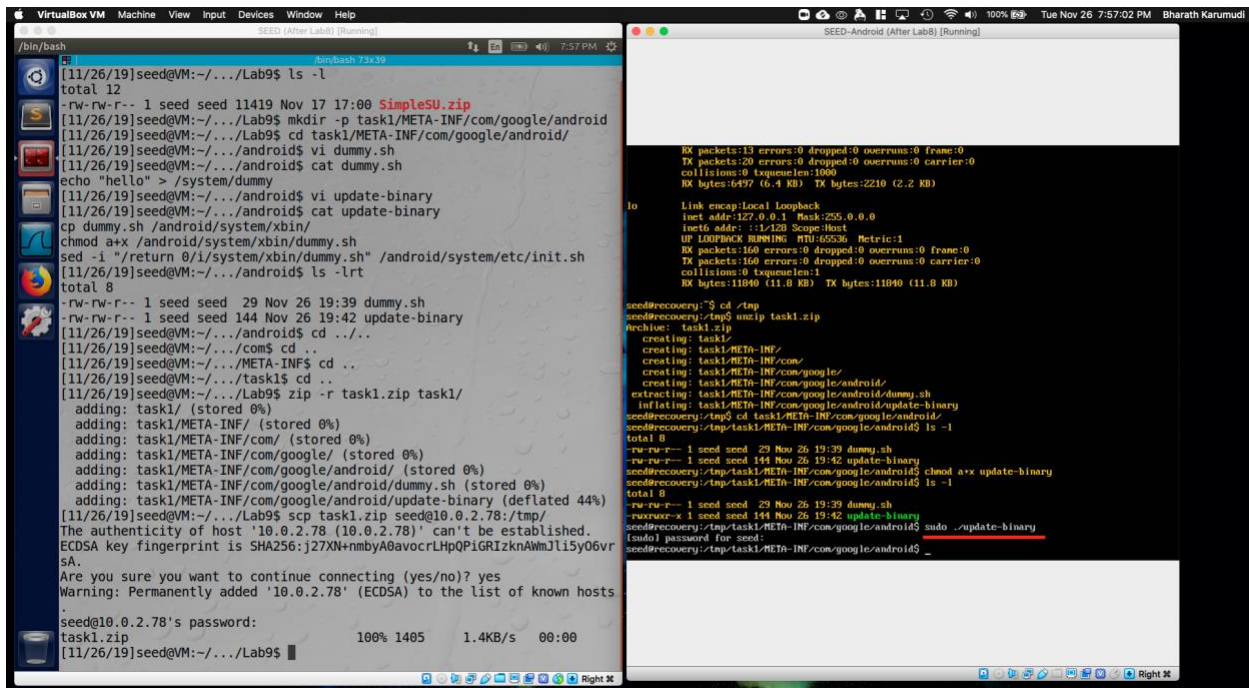 VirtualBox VM Machine View Input Devices Window Help 100% Tue Nov 26 7:57:02 PM Bharath Karumudi
SEED (After Lab8) [Running]
/bin/bash En 7:57 PM
/bin/bash 73x39
[11/26/19]seed@VM:~/.../Lab9$ ls -l
total 12
-rw-rw-r-- 1 seed seed 11419 Nov 17 17:00 SimpleSU.zip
[11/26/19]seed@VM:~/.../Lab9$ mkdir -p task1/META-INF/com/google/android
[11/26/19]seed@VM:~/.../Lab9$ cd task1/META-INF/com/google/android/
[11/26/19]seed@VM:~/.../android$ vi dummy.sh
[11/26/19]seed@VM:~/.../android$ cat dummy.sh
echo "hello" > /system/dummy
[11/26/19]seed@VM:~/.../android$ vi update-binary
[11/26/19]seed@VM:~/.../android$ cat update-binary
cp dummy.sh /android/system/xbin/
chmod a+x /android/system/xbin/dummy.sh
sed -i "/return 0/i/system/xbin/dummy.sh" /android/system/etc/init.sh
[11/26/19]seed@VM:~/.../android$ ls -lrt
total 8
-rw-rw-r-- 1 seed seed 29 Nov 26 19:39 dummy.sh
-rw-rw-r-- 1 seed seed 144 Nov 26 19:42 update-binary
[11/26/19]seed@VM:~/.../android$ cd ../..
[11/26/19]seed@VM:~/.../com$ cd ..
[11/26/19]seed@VM:~/.../META-INF$ cd ..
[11/26/19]seed@VM:~/.../task1$ cd ..
[11/26/19]seed@VM:~/.../Lab9$ zip -r task1.zip task1/
adding: task1/ (stored 0%)
adding: task1/META-INF/ (stored 0%)
adding: task1/META-INF/com/ (stored 0%)
adding: task1/META-INF/com/google/ (stored 0%)
adding: task1/META-INF/com/google/android/ (stored 0%)
adding: task1/META-INF/com/google/android/dummy.sh (stored 0%)
adding: task1/META-INF/com/google/android/update-binary (deflated 44%)
[11/26/19]seed@VM:~/.../Lab9$ scp task1.zip seed@10.0.2.78:/tmp/
The authenticity of host '10.0.2.78 (10.0.2.78)' can't be established.
ECDSA key fingerprint is SHA256:j27XN+nmbyA0avocrLHpQPiGRIzknAWmJli5yO6vr
sA.
Are you sure you want to continue connecting (yes/no)? yes
Warning: Permanently added '10.0.2.78' (ECDSA) to the list of known hosts
.
seed@10.0.2.78's password:
task1.zip 100% 1405 1.4KB/s 00:00
[11/26/19]seed@VM:~/.../Lab9$
Right ⌘
SEED-Android (After Lab8) [Running]
RX packets:13 errors:0 dropped:0 overruns:0 frame:0
TX packets:20 errors:0 dropped:0 overruns:0 carrier:0
collisions:0 txqueuelen:1000
RX bytes:6497 (6.4 KB) TX bytes:2210 (2.2 KB)
lo Link encap:Local Loopback
inet addr:127.0.0.1 Mask:255.0.0.0
inet6 addr: ::1/128 Scope:Host
UP LOOPBACK RUNNING MTU:65536 Metric:1
RX packets:160 errors:0 dropped:0 overruns:0 frame:0
TX packets:160 errors:0 dropped:0 overruns:0 carrier:0
collisions:0 txqueuelen:1
RX bytes:11840 (11.8 KB) TX bytes:11840 (11.8 KB)
seed@recovery:~$ cd /tmp
seed@recovery:/tmp$ unzip task1.zip
Archive: task1.zip
creating: task1/
creating: task1/META-INF/
creating: task1/META-INF/com/
creating: task1/META-INF/com/google/
creating: task1/META-INF/com/google/android/
extracting: task1/META-INF/com/google/android/dummy.sh
inflating: task1/META-INF/com/google/android/update-binary
seed@recovery:/tmp$ cd task1/META-INF/com/google/android/
seed@recovery:/tmp/task1/META-INF/com/google/android$ ls -l
total 8
-rw-rw-r-- 1 seed seed 29 Nov 26 19:39 dummy.sh
-rw-rw-r-- 1 seed seed 144 Nov 26 19:42 update-binary
seed@recovery:/tmp/task1/META-INF/com/google/android$ chmod a+x update-binary
seed@recovery:/tmp/task1/META-INF/com/google/android$ ls -l
total 8
-rw-rw-r-- 1 seed seed 29 Nov 26 19:39 dummy.sh
-rwxrwxr-x 1 seed seed 144 Nov 26 19:42 update-binary
seed@recovery:/tmp/task1/META-INF/com/google/android$ sudo ./update-binary
[sudo] password for seed:
seed@recovery:/tmp/task1/META-INF/com/google/android$ _
Right ⌘